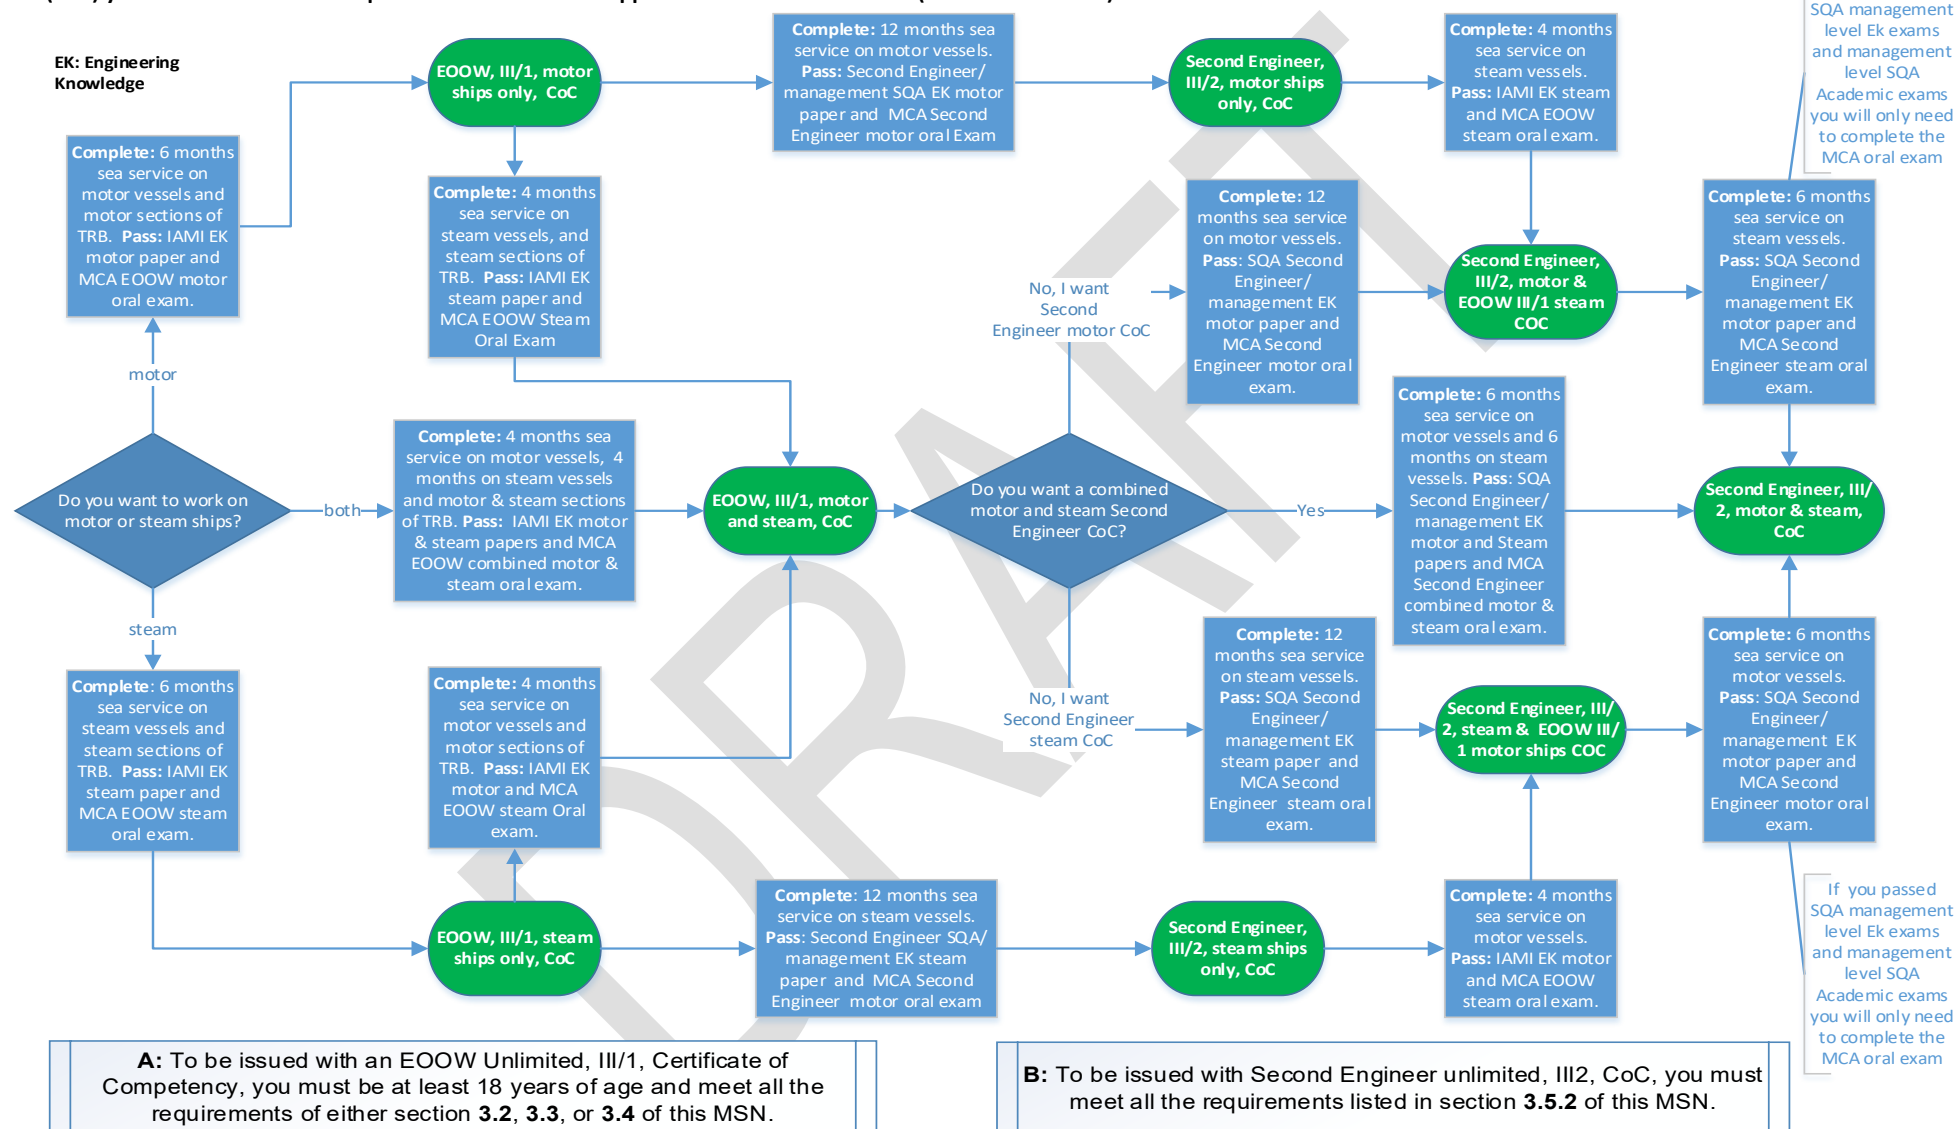 EK: Engineering
Knowledge
Complete: 6 months
sea service on
motor vessels and
motor sections of
TRB. Pass: IAMI EK
motor paper and
MCA EOOW motor
oral exam.
motor
Do you want to work on
motor or steam ships?
both
steam
Complete: 6 months
sea service on
steam vessels and
steam sections of
TRB. Pass: IAMI EK
steam paper and
MCA EOOW steam
oral exam.
EOOW, III/1, motor
ships only, CoC
Complete: 4 months
sea service on
steam vessels, and
steam sections of
TRB. Pass: IAMI EK
steam paper and
MCA EOOW Steam
Oral Exam
Complete: 4 months sea
service on motor vessels, 4
months on steam vessels
and motor & steam sections
of TRB. Pass: IAMI EK motor
& steam papers and MCA
EOOW combined motor &
steam oral exam.
Complete: 4 months
sea service on
motor vessels and
motor sections of
TRB. Pass: IAMI EK
motor and MCA
EOOW steam Oral
exam.
EOOW, III/1, steam
ships only, CoC
Complete: 12 months sea
service on motor vessels.
Pass: Second Engineer/
management SQA EK motor
paper and MCA Second
Engineer motor oral Exam
EOOW, III/1, motor
and steam, CoC
Complete: 12 months sea
service on steam vessels.
Pass: Second Engineer SQA/
management EK steam
paper and MCA Second
Engineer motor oral exam
Do you want a combined
motor and steam Second
Engineer CoC?
No, I want
Second
Engineer motor CoC
Yes
No, I want
Second Engineer
steam CoC
Second Engineer,
III/2, motor ships
only, CoC
Complete: 12
months sea service
on motor vessels.
Pass: SQA Second
Engineer/
management EK
motor paper and
MCA Second
Engineer motor oral
exam.
Complete: 12
months sea service
on steam vessels.
Pass: SQA Second
Engineer/
management EK
steam paper and
MCA Second
Engineer steam oral
exam.
Second Engineer,
III/2, steam ships
only, CoC
Complete: 4 months
sea service on
steam vessels.
Pass: IAMI EK steam
and MCA EOOW
steam oral exam.
Second Engineer,
III/2, motor &
EOOW III/1 steam
COC
Complete: 6 months
sea service on
motor vessels and 6
months on steam
vessels. Pass: SQA
Second Engineer/
management EK
motor and Steam
papers and MCA
Second Engineer
combined motor &
steam oral exam.
Second Engineer, III/
2, steam & EOOW III/
1 motor ships COC
Complete: 4 months
sea service on
motor vessels.
Pass: IAMI EK motor
and MCA EOOW
steam oral exam.
SQA management
level Ek exams
and management
level SQA
Academic exams
you will only need
to complete the
MCA oral exam
Complete: 6 months
sea service on
steam vessels.
Pass: SQA Second
Engineer/
management EK
motor paper and
MCA Second
Engineer steam oral
exam.
Second Engineer, III/
2, motor & steam,
CoC
Complete: 6 months
sea service on
motor vessels.
Pass: SQA Second
Engineer/
management EK
motor paper and
MCA Second
Engineer motor oral
exam.
If you passed
SQA management
level Ek exams
and management
level SQA
Academic exams
you will only need
to complete the
MCA oral exam
A: To be issued with an EOOW Unlimited, III/1, Certificate of
Competency, you must be at least 18 years of age and meet all the
requirements of either section 3.2, 3.3, or 3.4 of this MSN.
B: To be issued with Second Engineer unlimited, III2, CoC, you must
meet all the requirements listed in section 3.5.2 of this MSN.
DRAFT